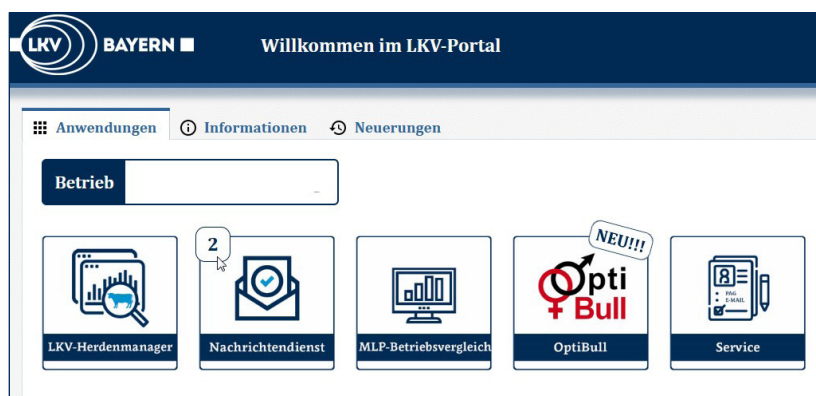 LKV BAYERN
Willkommen im LKV-Portal
Anwendungen Informationen Neuerungen
Betrieb
2
NEU!!!
Opti
Bull
PAG
E-MAIL
LKV-Herdenmanager
Nachrichtendienst
MLP-Betriebsvergleich
OptiBull
Service